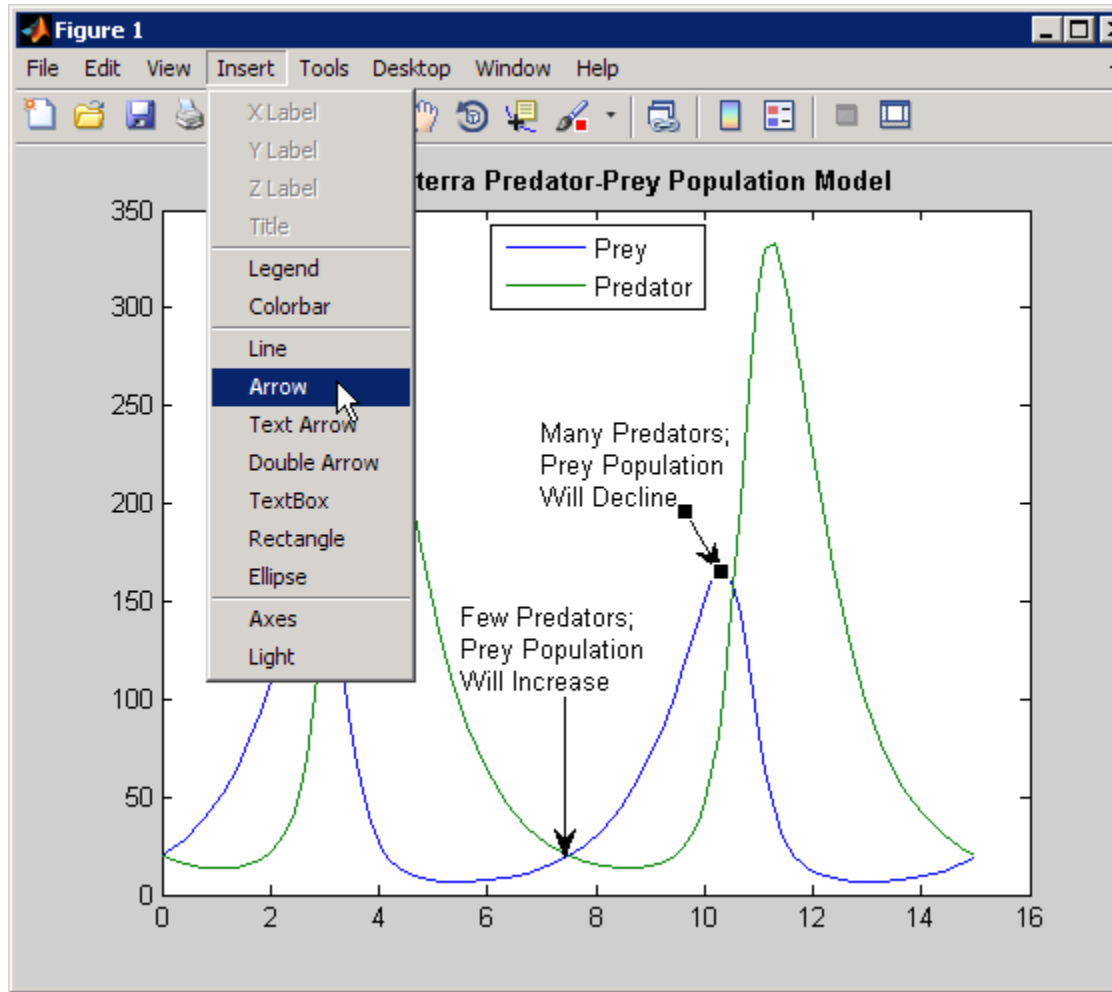 Figure 1
File Edit View Insert Tools Desktop Window Help
X Label
Y Label
Z Label
Title
Legend
Colorbar
Line
Arrow
Text Arrow
Double Arrow
TextBox
Rectangle
Ellipse
Axes
Light
terra Predator-Prey Population Model
Prey
Predator
350
300
250
200
150
100
50
0
Many Predators;
Prey Population
Will Decline
Few Predators;
Prey Population
Will Increase
0 2 4 6 8 10 12 14 16